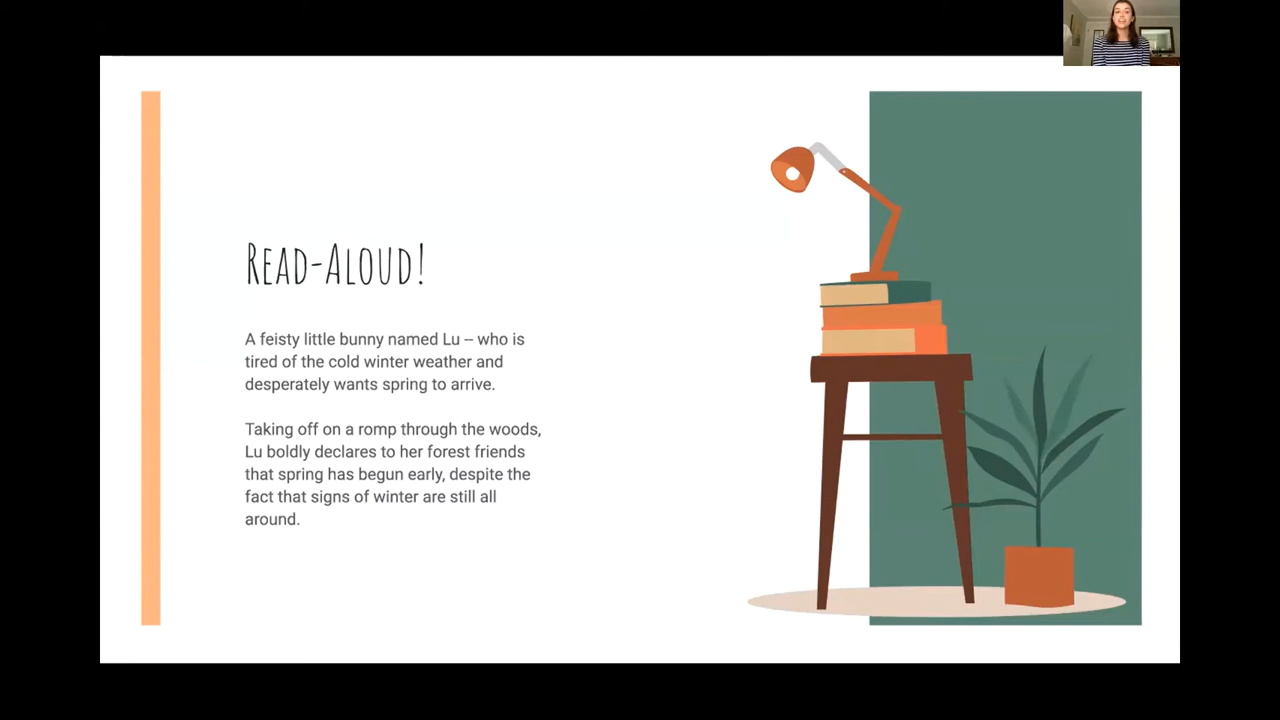 READ-ALOUD!
A feisty little bunny named Lu -- who is
tired of the cold winter weather and
desperately wants spring to arrive.
Taking off on a romp through the woods,
Lu boldly declares to her forest friends
that spring has begun early, despite the
fact that signs of winter are still all
around.